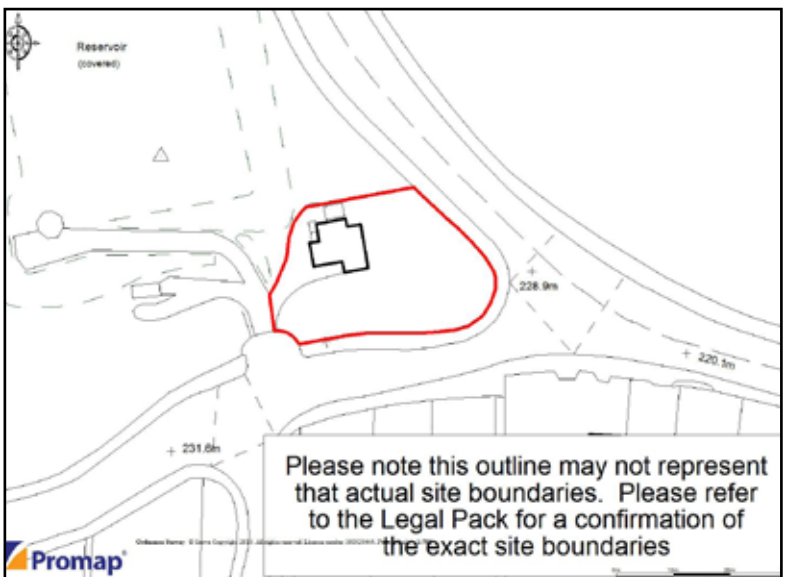 Reservoir
(covered)
228.9m
220.1m
231.6m
Please note this outline may not represent
that actual site boundaries. Please refer
to the Legal Pack for a confirmation of
the exact site boundaries
Promap